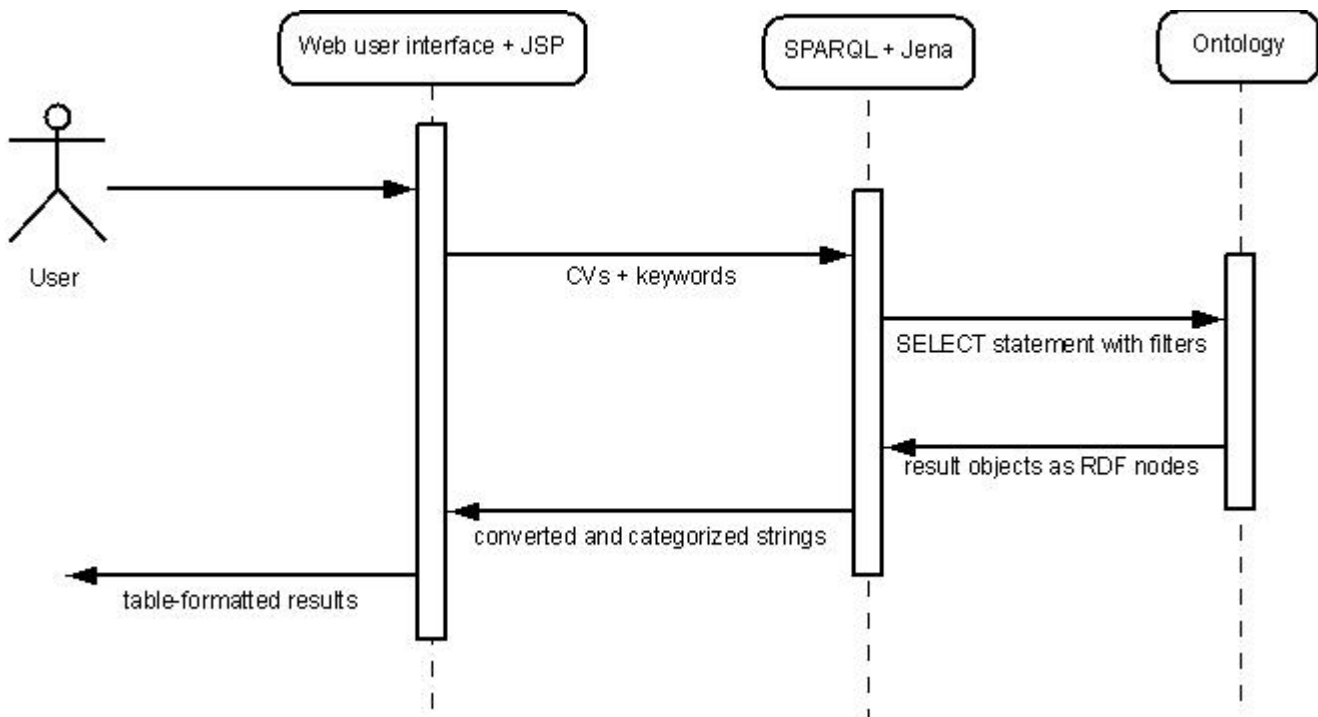 Web user interface + JSP
SPARQL + Jena
Ontology
User
CVs + keywords
SELECT statement with filters
result objects as RDF nodes
converted and categorized strings
table-formatted results